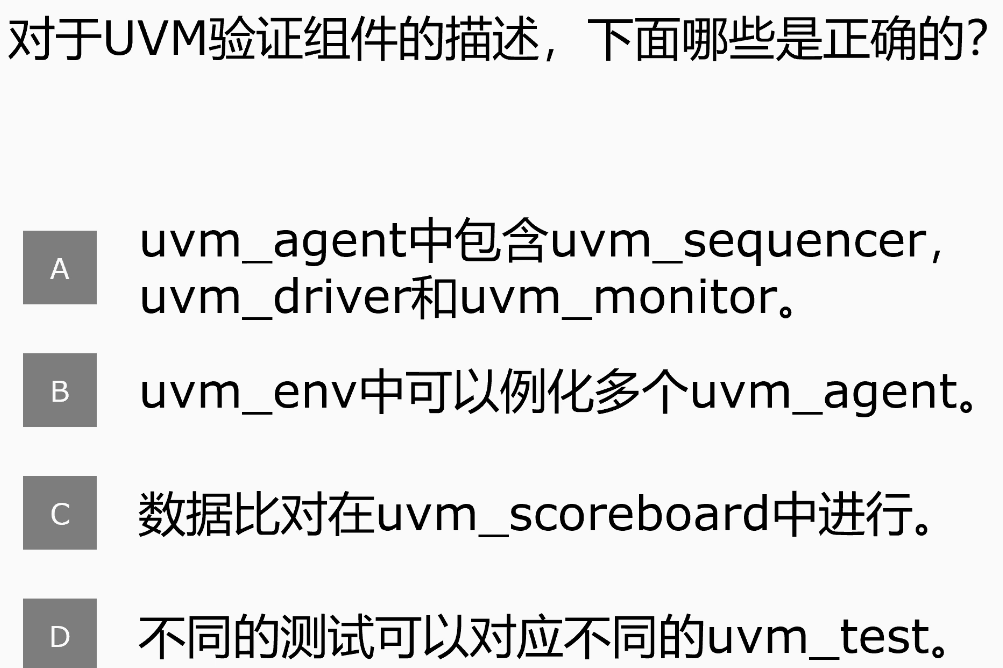 对于UVM验证组件的描述，下面哪些是正确的？
A
uvm_agent中包含uvm_sequencer，
uvm_driver和uvm_monitor。
B
uvm_env中可以例化多个uvm_agent。
C
数据比对在uvm_scoreboard中进行。
D
不同的测试可以对应不同的uvm_test。